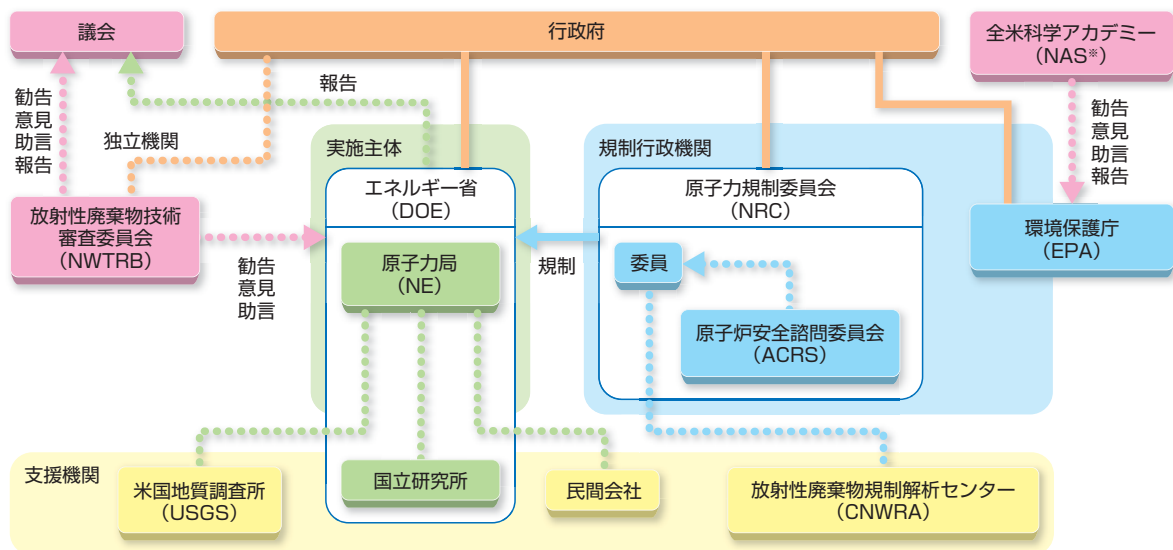 議会
行政府
全米科学アカデミー
（NAS※）
報告
勧告
意見
助言
報告
独立機関
勧告
意見
助言
報告
実施主体
規制行政機関
エネルギー省
（DOE）
原子力規制委員会
（NRC）
放射性廃棄物技術
審査委員会
（NWTRB）
環境保護庁
（EPA）
勧告
意見
助言
原子力局
（NE）
規制
委員
原子炉安全諮問委員会
（ACRS）
支援機関
米国地質調査所
（USGS）
国立研究所
民間会社
放射性廃棄物規制解析センター
（CNWRA）